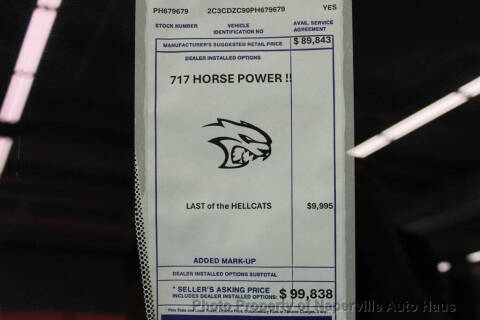 PH679679 2C3CDZC90PH679679 YES
STOCK NUMBER VEHICLE IDENTIFICATION NO AVAIL. SERVICE AGREEMENT
MANUFACTURER'S SUGGESTED RETAIL PRICE $ 89,843
DEALER INSTALLED OPTIONS
717 HORSE POWER !!
LAST of the HELLCATS $9,995
ADDED MARK-UP
DEALER INSTALLED OPTIONS SUBTOTAL
* SELLER'S ASKING PRICE
INCLUDES DEALER INSTALLED OPTIONS: $ 99,838
Photo Property of Naperville Auto Haus